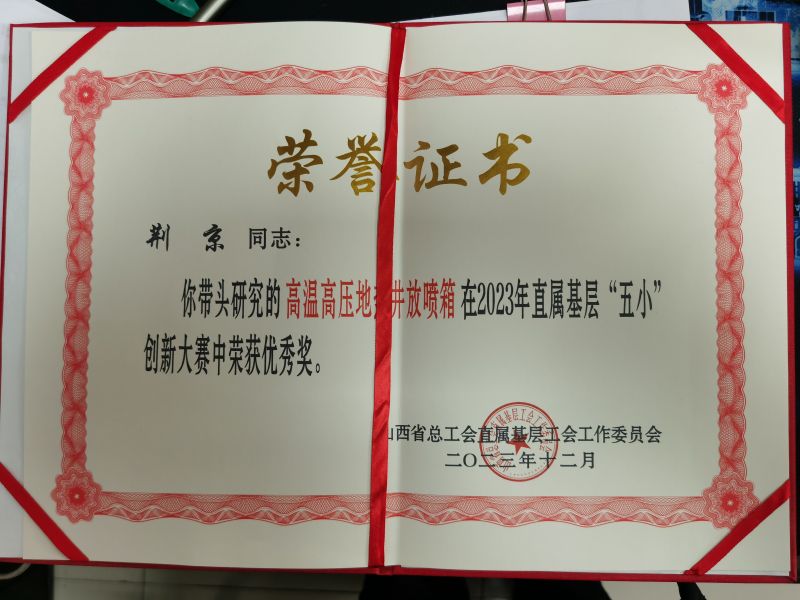 荣誉证书
荆 京 同志：
你带头研究的高温高压地热井放喷箱在2023年直属基层“五小”
创新大赛中荣获优秀奖。
山西省总工会直属基层工会工作委员会
二〇二三年十二月